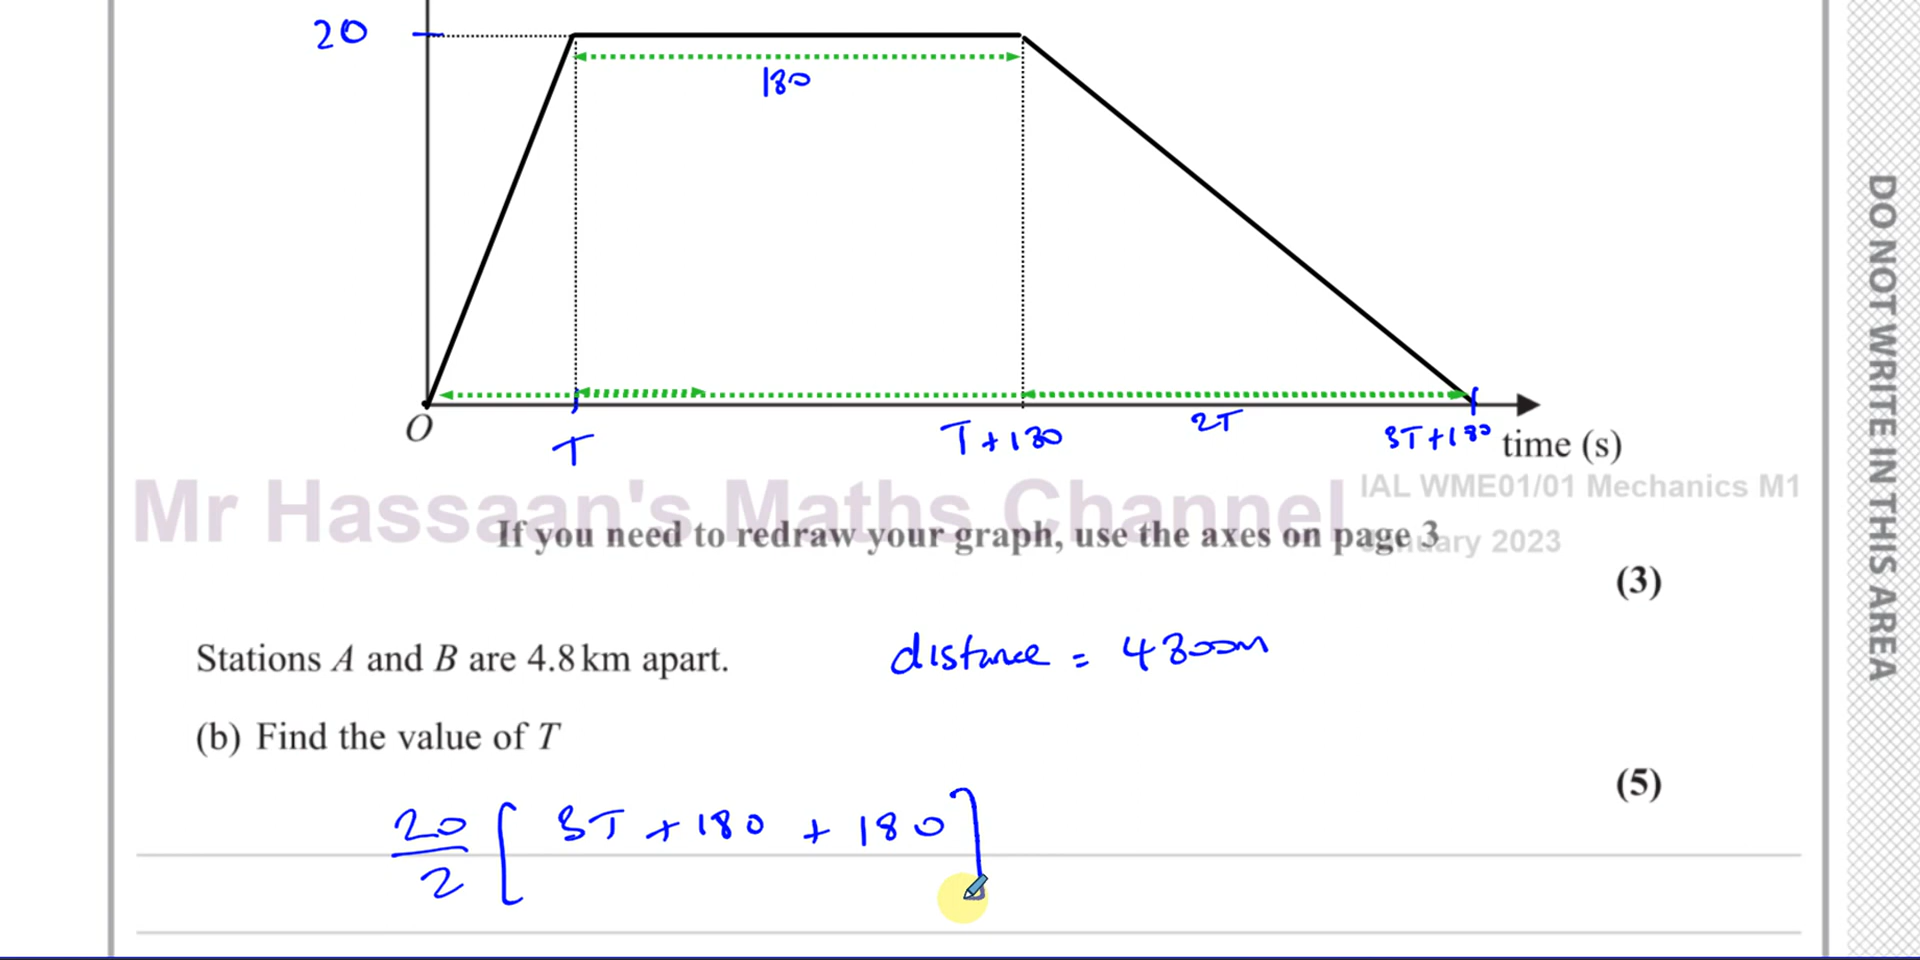 20
180
O
T
T+180
2T
3T+180
time (s)
Mr Hassaan's Maths Channel
IAL WME01/01 Mechanics M1
January 2023
If you need to redraw your graph, use the axes on page 3
(3)
Stations A and B are 4.8 km apart.
distance = 4800m
(b) Find the value of T
(5)
20/2 [ 3T + 180 + 180 ]
DO NOT WRITE IN THIS AREA